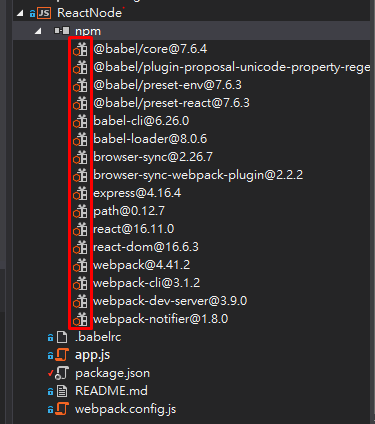 ReactNode
npm
@babel/core@7.6.4
@babel/plugin-proposal-unicode-property-rege
@babel/preset-env@7.6.3
@babel/preset-react@7.6.3
babel-cli@6.26.0
babel-loader@8.0.6
browser-sync@2.26.7
browser-sync-webpack-plugin@2.2.2
express@4.16.4
path@0.12.7
react@16.11.0
react-dom@16.6.3
webpack@4.41.2
webpack-cli@3.1.2
webpack-dev-server@3.9.0
webpack-notifier@1.8.0
.babelrc
app.js
package.json
README.md
webpack.config.js